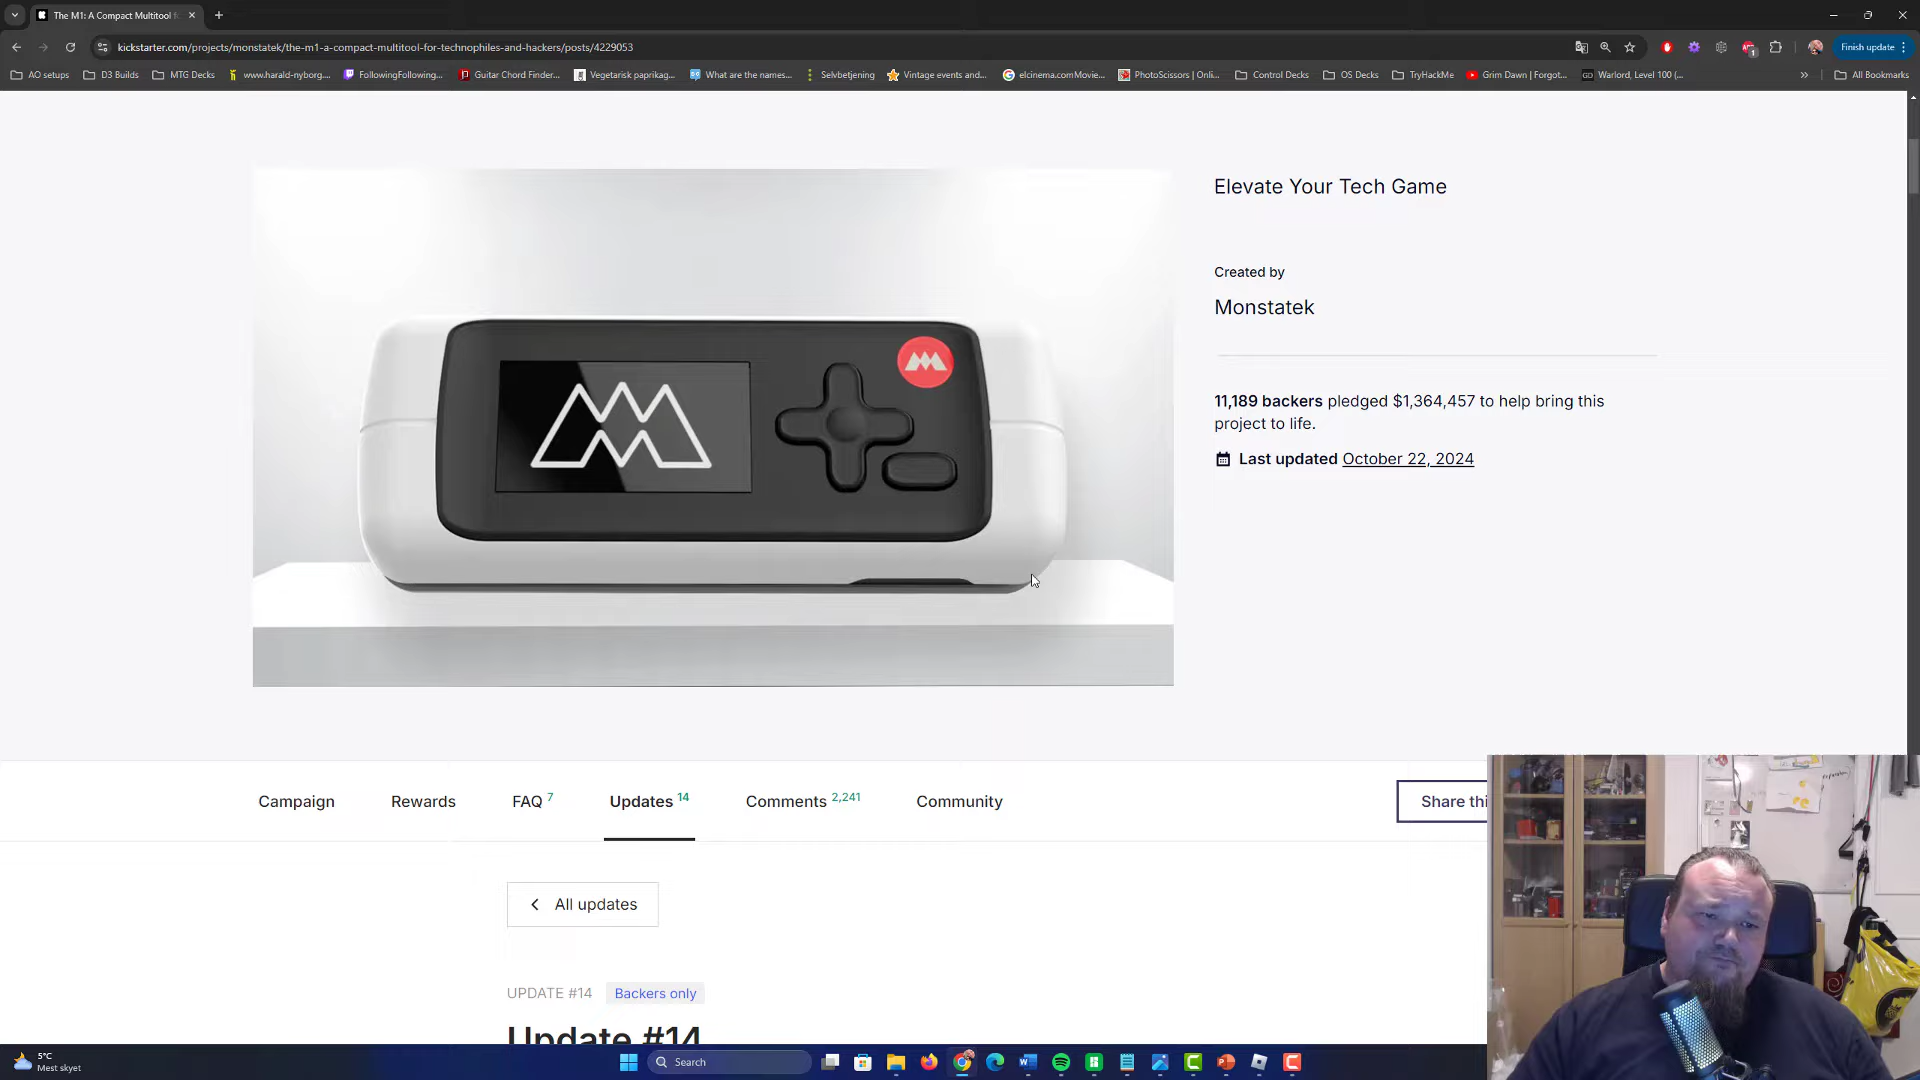 The M1: A Compact Multitool f
kickstarter.com/projects/monstatek/the-m1-a-compact-multitool-for-technophiles-and-hackers/posts/4229053
Finish update
AO setups
D3 Builds
MTG Decks
www.harald-nyborg....
FollowingFollowing...
Guitar Chord Finder...
Vegetarisk paprikag...
What are the names...
Selvbetjening
Vintage events and...
elcinema.comMovie...
PhotoScissors | Onli...
Control Decks
OS Decks
TryHackMe
Grim Dawn | Forgot...
Warlord, Level 100 (...
»
All Bookmarks
Elevate Your Tech Game
Created by
Monstatek
11,189 backers pledged $1,364,457 to help bring this
project to life.
Last updated October 22, 2024
Campaign
Rewards
FAQ 7
Updates 14
Comments 2,241
Community
Share thi
All updates
UPDATE #14 Backers only
Update #14
5°C
Mest skyet
Search